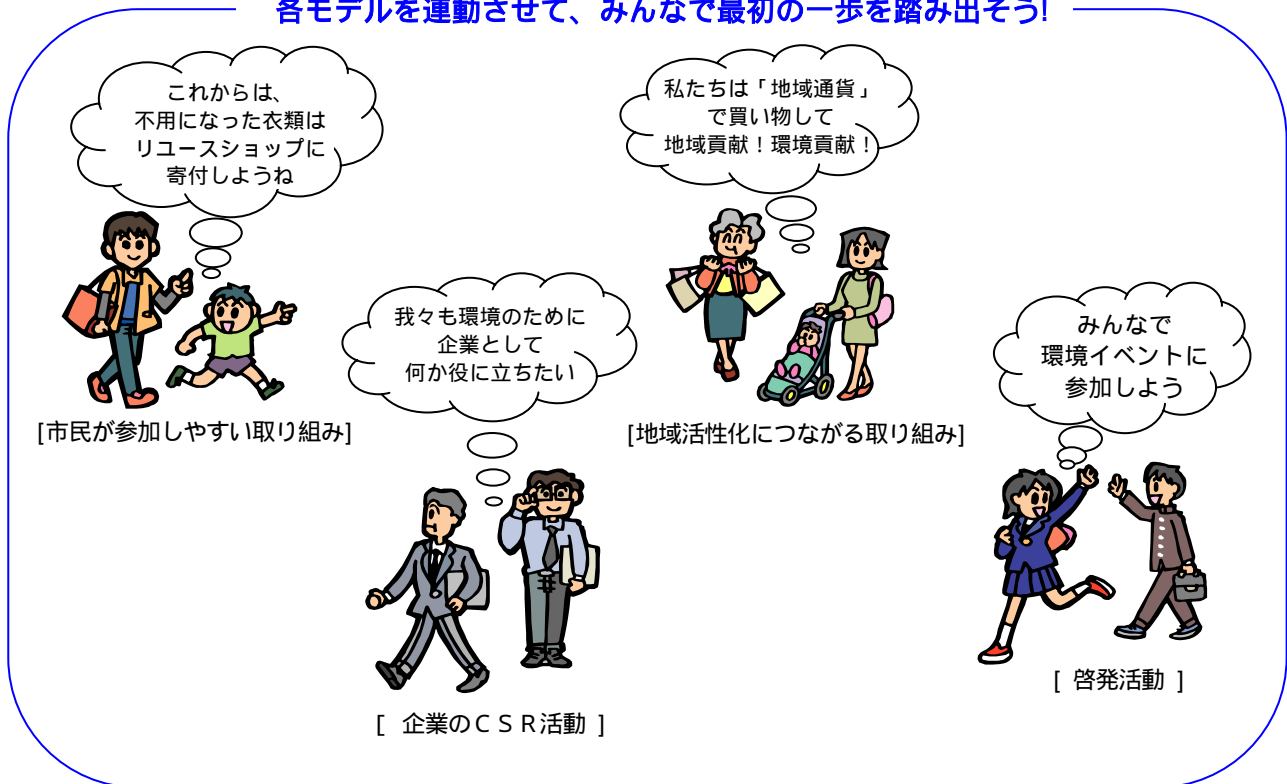 各モデルを運動させて、みんなで最初の一歩を踏み出そう!
これからは、
不用になった衣類は
リユースショップに
寄付しようね
[市民が参加しやすい取り組み]
私たちは「地域通貨」
で買い物して
地域貢献！環境貢献！
[地域活性化につながる取り組み]
我々も環境のために
企業として
何か役に立ちたい
[ 企業のＣＳＲ活動 ]
みんなで
環境イベントに
参加しよう
[ 啓発活動 ]